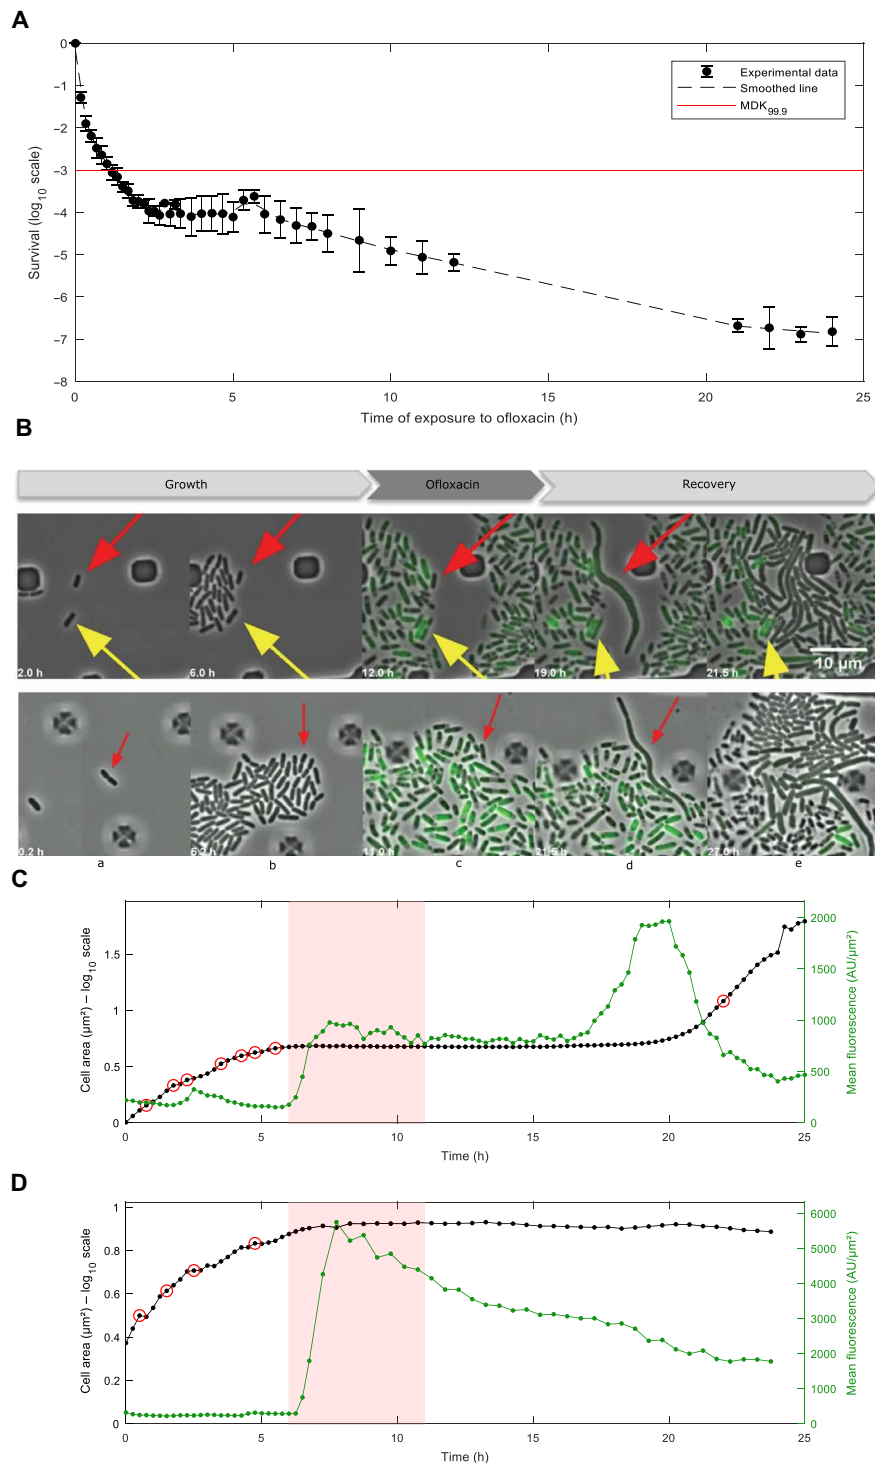 A
0
−1
−2
−3
−4
−5
−6
−7
−8
Survival (log10 scale)
Experimental data
Smoothed line
MDK99.9
0 5 10 15 20 25
Time of exposure to ofloxacin (h)
B
Growth Ofloxacin Recovery
2.0 h 6.0 h 12.0 h 19.0 h 21.5 h 10 µm
0.2 h 11.0 h 21.5 h 27.0 h
a b c d e
C
Cell area (µm²) – log10 scale
0
0.5
1
1.5
Mean fluorescence (AU/µm²)
2000
1500
1000
500
0
0 5 10 15 20 25
Time (h)
D
Cell area (µm²) – log10 scale
1
0.8
0.6
0.4
0.2
0
Mean fluorescence (AU/µm²)
6000
5000
4000
3000
2000
1000
0
0 5 10 15 20 25
Time (h)